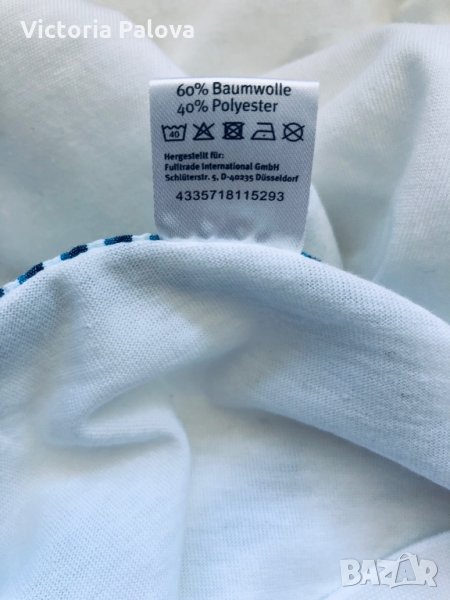 Victoria Palova
60% Baumwolle
40% Polyester
40
Hergestellt für:
Fulltrade International GmbH
Schlüterstr. 5, D-40235 Düsseldorf
4335718115293
BAZAR